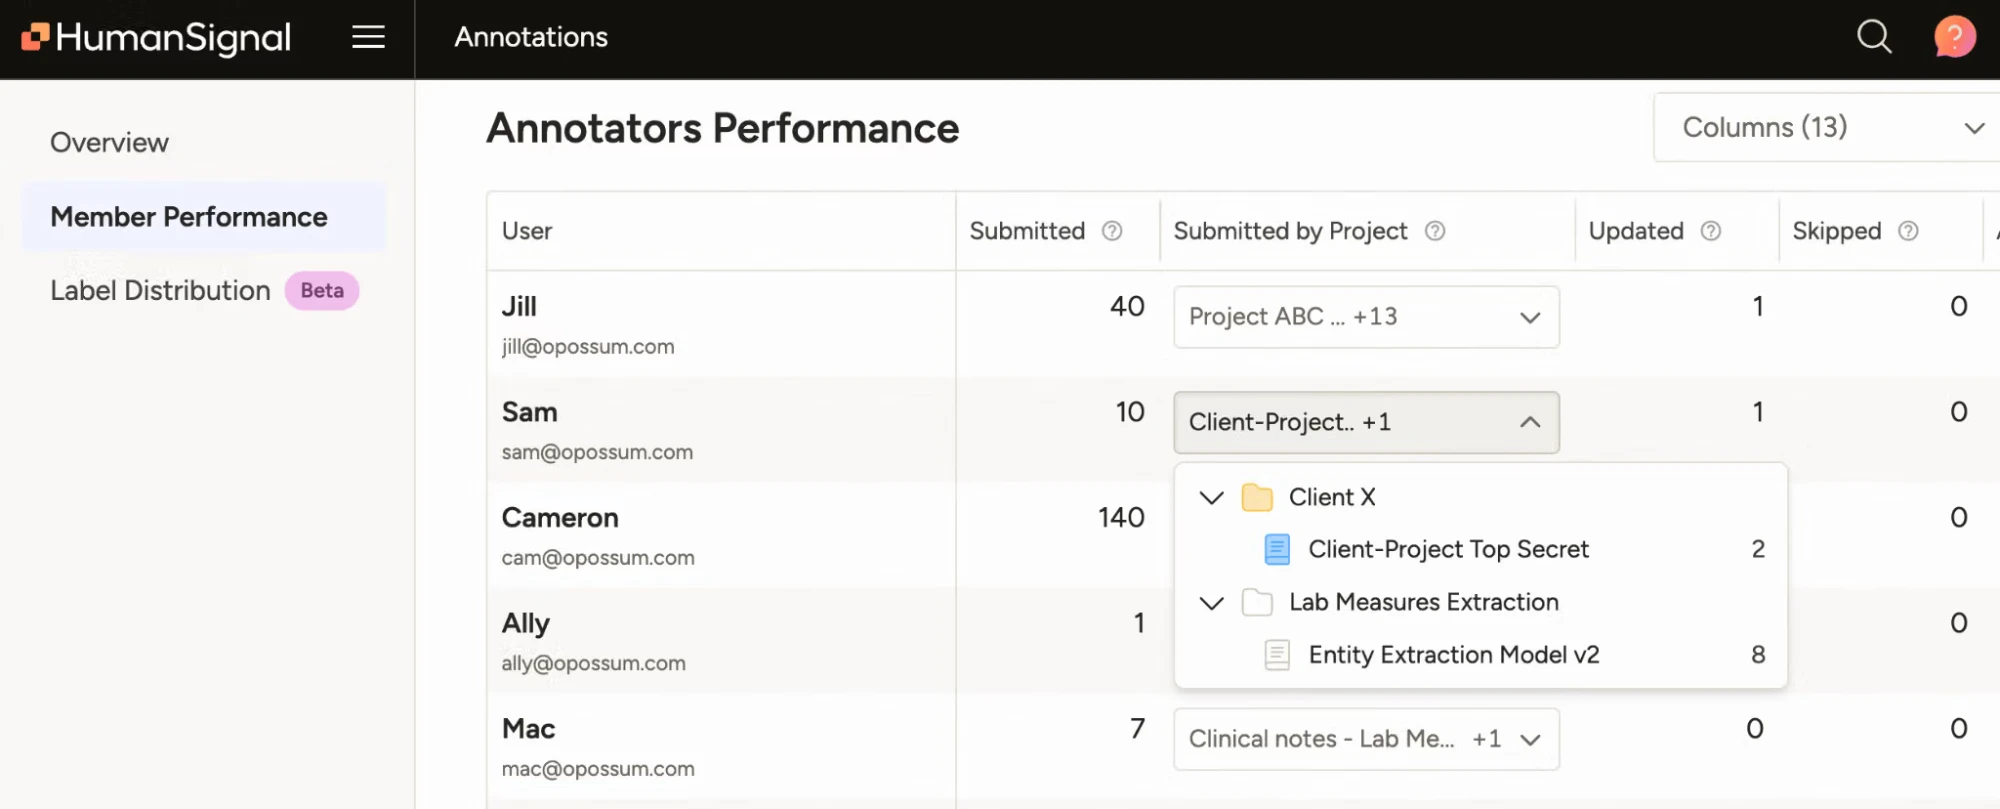 HumanSignal
Annotations
Overview
Member Performance
Label Distribution Beta
Annotators Performance
Columns (13)
User Submitted Submitted by Project Updated Skipped
Jill 40 Project ABC ... +13 1 0
jill@opossum.com
Sam 10 Client-Project.. +1 1 0
sam@opossum.com
Client X
Cameron 140 0
Client-Project Top Secret 2
cam@opossum.com
Lab Measures Extraction
Ally 1 0
Entity Extraction Model v2 8
ally@opossum.com
Mac 7 Clinical notes - Lab Me... +1 0 0
mac@opossum.com